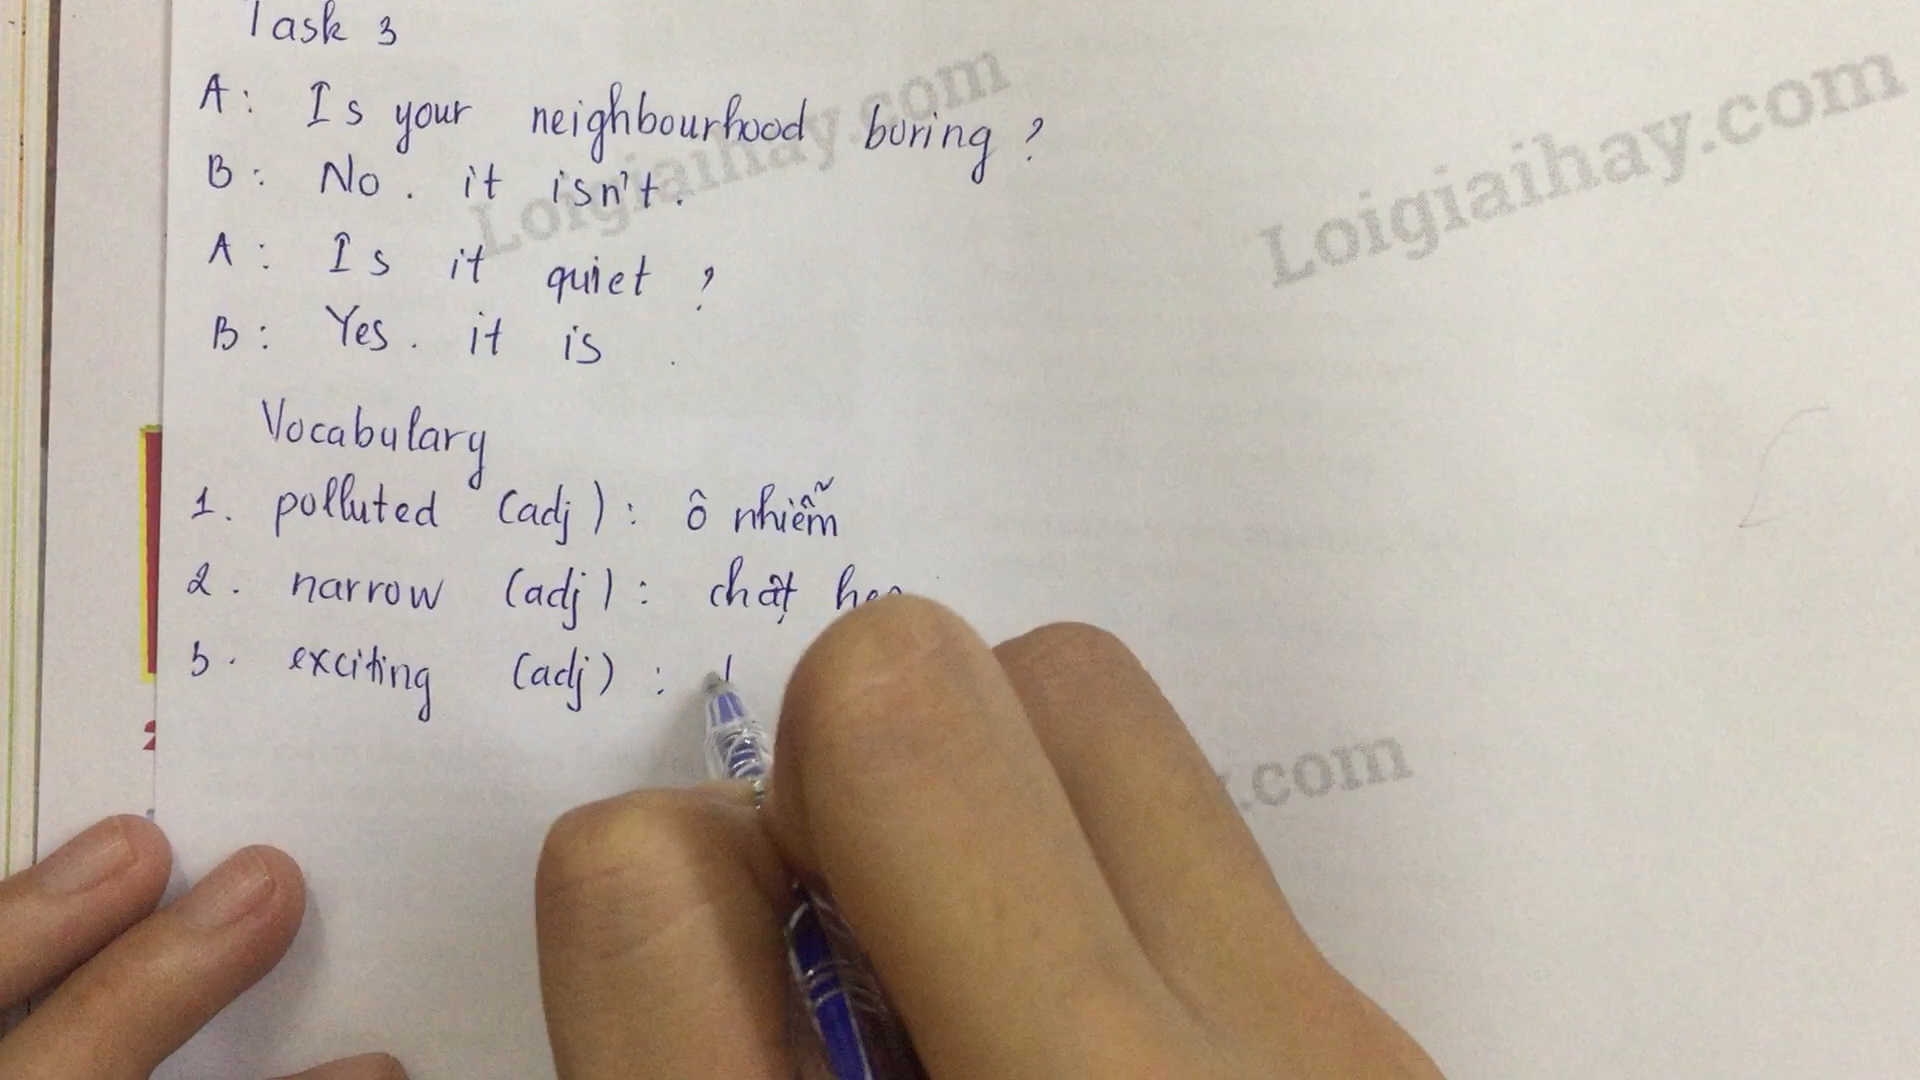 Task 3
A: Is your neighbourhood boring?
B: No. it isn't.
A: Is it quiet?
B: Yes. it is.
Vocabulary
1. polluted (adj): ô nhiễm
2. narrow (adj): chật
3. exciting (adj):
Loigiaihay.com
Loigiaihay.com
y.com